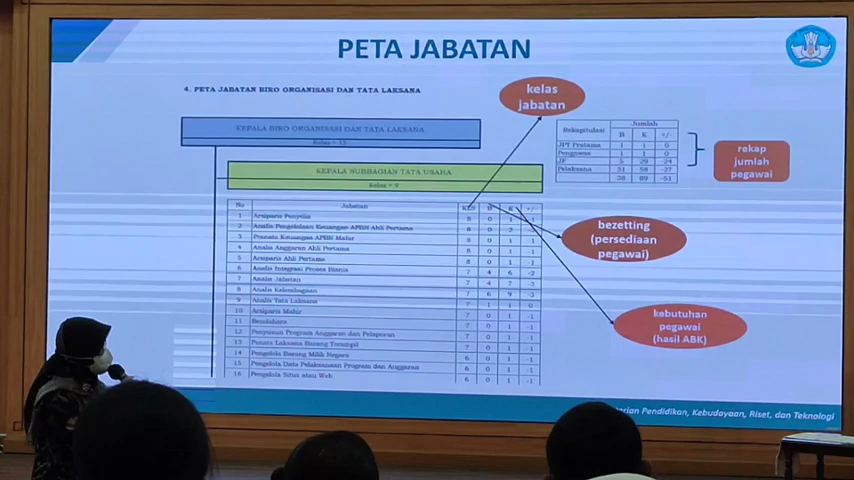 PETA JABATAN
4. PETA JABATAN BIRO ORGANISASI DAN TATA LAKSANA
KEPALA BIRO ORGANISASI DAN TATA LAKSANA
Kelas = 15
KEPALA SUBBAGIAN TATA USAHA
Kelas = 9
kelas
jabatan
Rekapitulasi Jumlah
B K +/-
JPT Pratama 1 1 0
Pengawas 1 1 0
JF 5 29 -24
Pelaksana 31 58 -27
38 89 -51
rekap
jumlah
pegawai
bezetting
(persediaan
pegawai)
kebutuhan
pegawai
(hasil ABK)
No Jabatan KLS B K +/-
1 Arsiparis Penyelia 8 0 1 -1
2 Analis Pengelolaan Keuangan APBN Ahli Pertama 8 0 2
3 Pranata Keuangan APBN Mahir 8 0 1 -1
4 Analis Anggaran Ahli Pertama 8 0 1 -1
5 Arsiparis Ahli Pertama 8 0 1 -1
6 Analis Integrasi Proses Bisnis 7 4 6 -2
7 Analis Jabatan 7 4 7 -3
8 Analis Kelembagaan 7 6 9 -3
9 Analis Tata Laksana 7 1 1 0
10 Arsiparis Mahir 7 0 1 -1
11 Bendahara 7 0 1 -1
12 Penyusun Program Anggaran dan Pelaporan 7 0 1 -1
13 Penata Laksana Barang Terampil 7 0 1 -1
14 Pengelola Barang Milik Negara 6 0 1 -1
15 Pengelola Data Pelaksanaan Program dan Anggaran 6 0 1 -1
16 Pengelola Situs atau Web 6 0 1 -1
Pendidikan, Kebudayaan, Riset, dan Teknologi